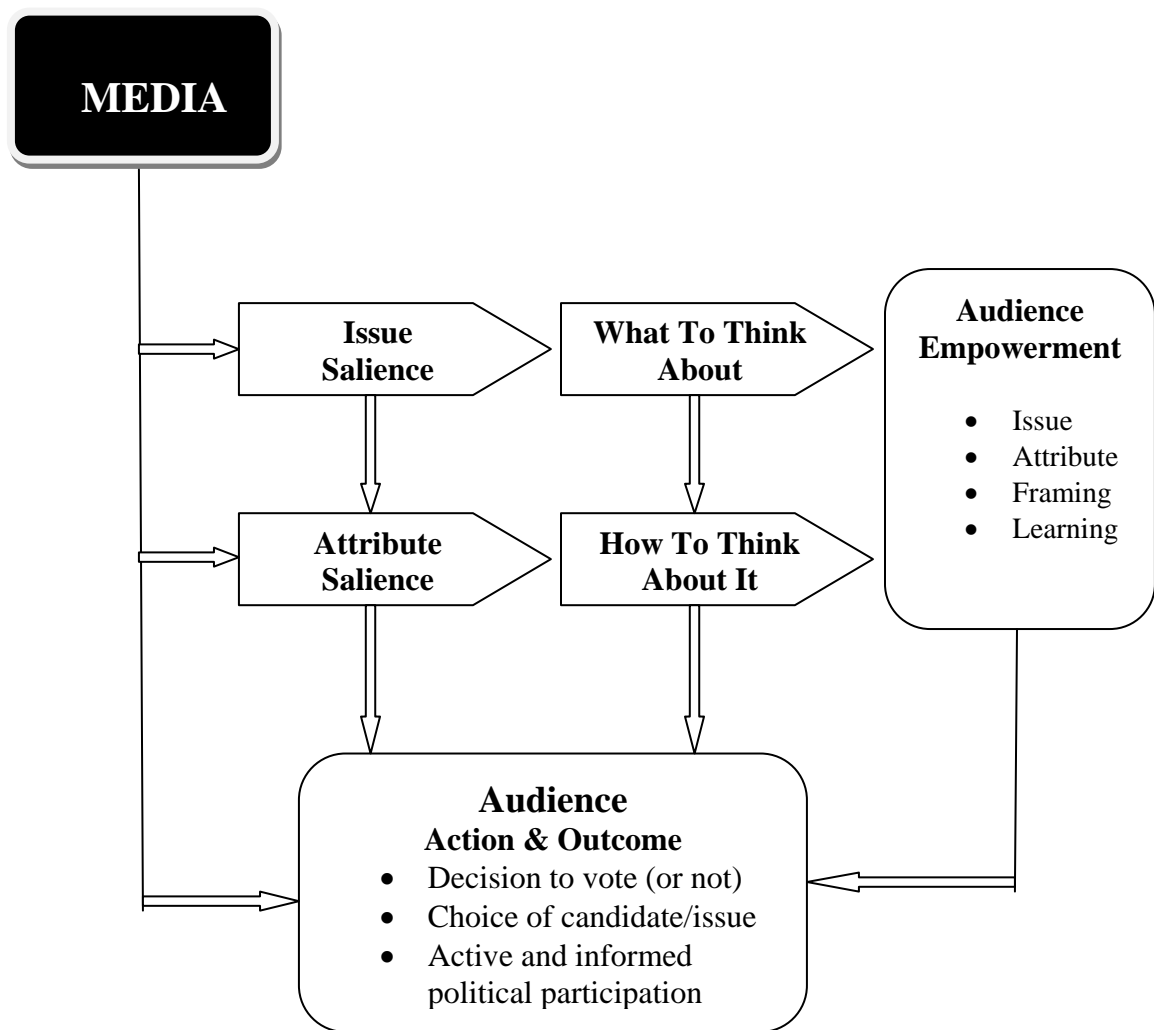 MEDIA
Issue
Salience
What To Think
About
Audience
Empowerment
• Issue
• Attribute
• Framing
• Learning
Attribute
Salience
How To Think
About It
Audience
Action & Outcome
• Decision to vote (or not)
• Choice of candidate/issue
• Active and informed
political participation